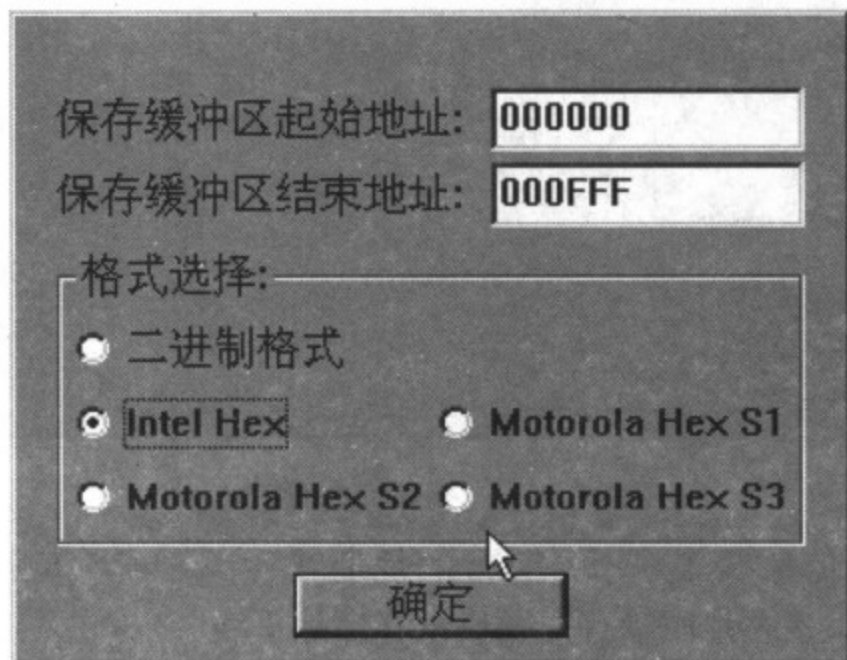 保存缓冲区起始地址: 000000
保存缓冲区结束地址: 000FFF
格式选择:
二进制格式
Intel Hex
Motorola Hex S1
Motorola Hex S2
Motorola Hex S3
确定